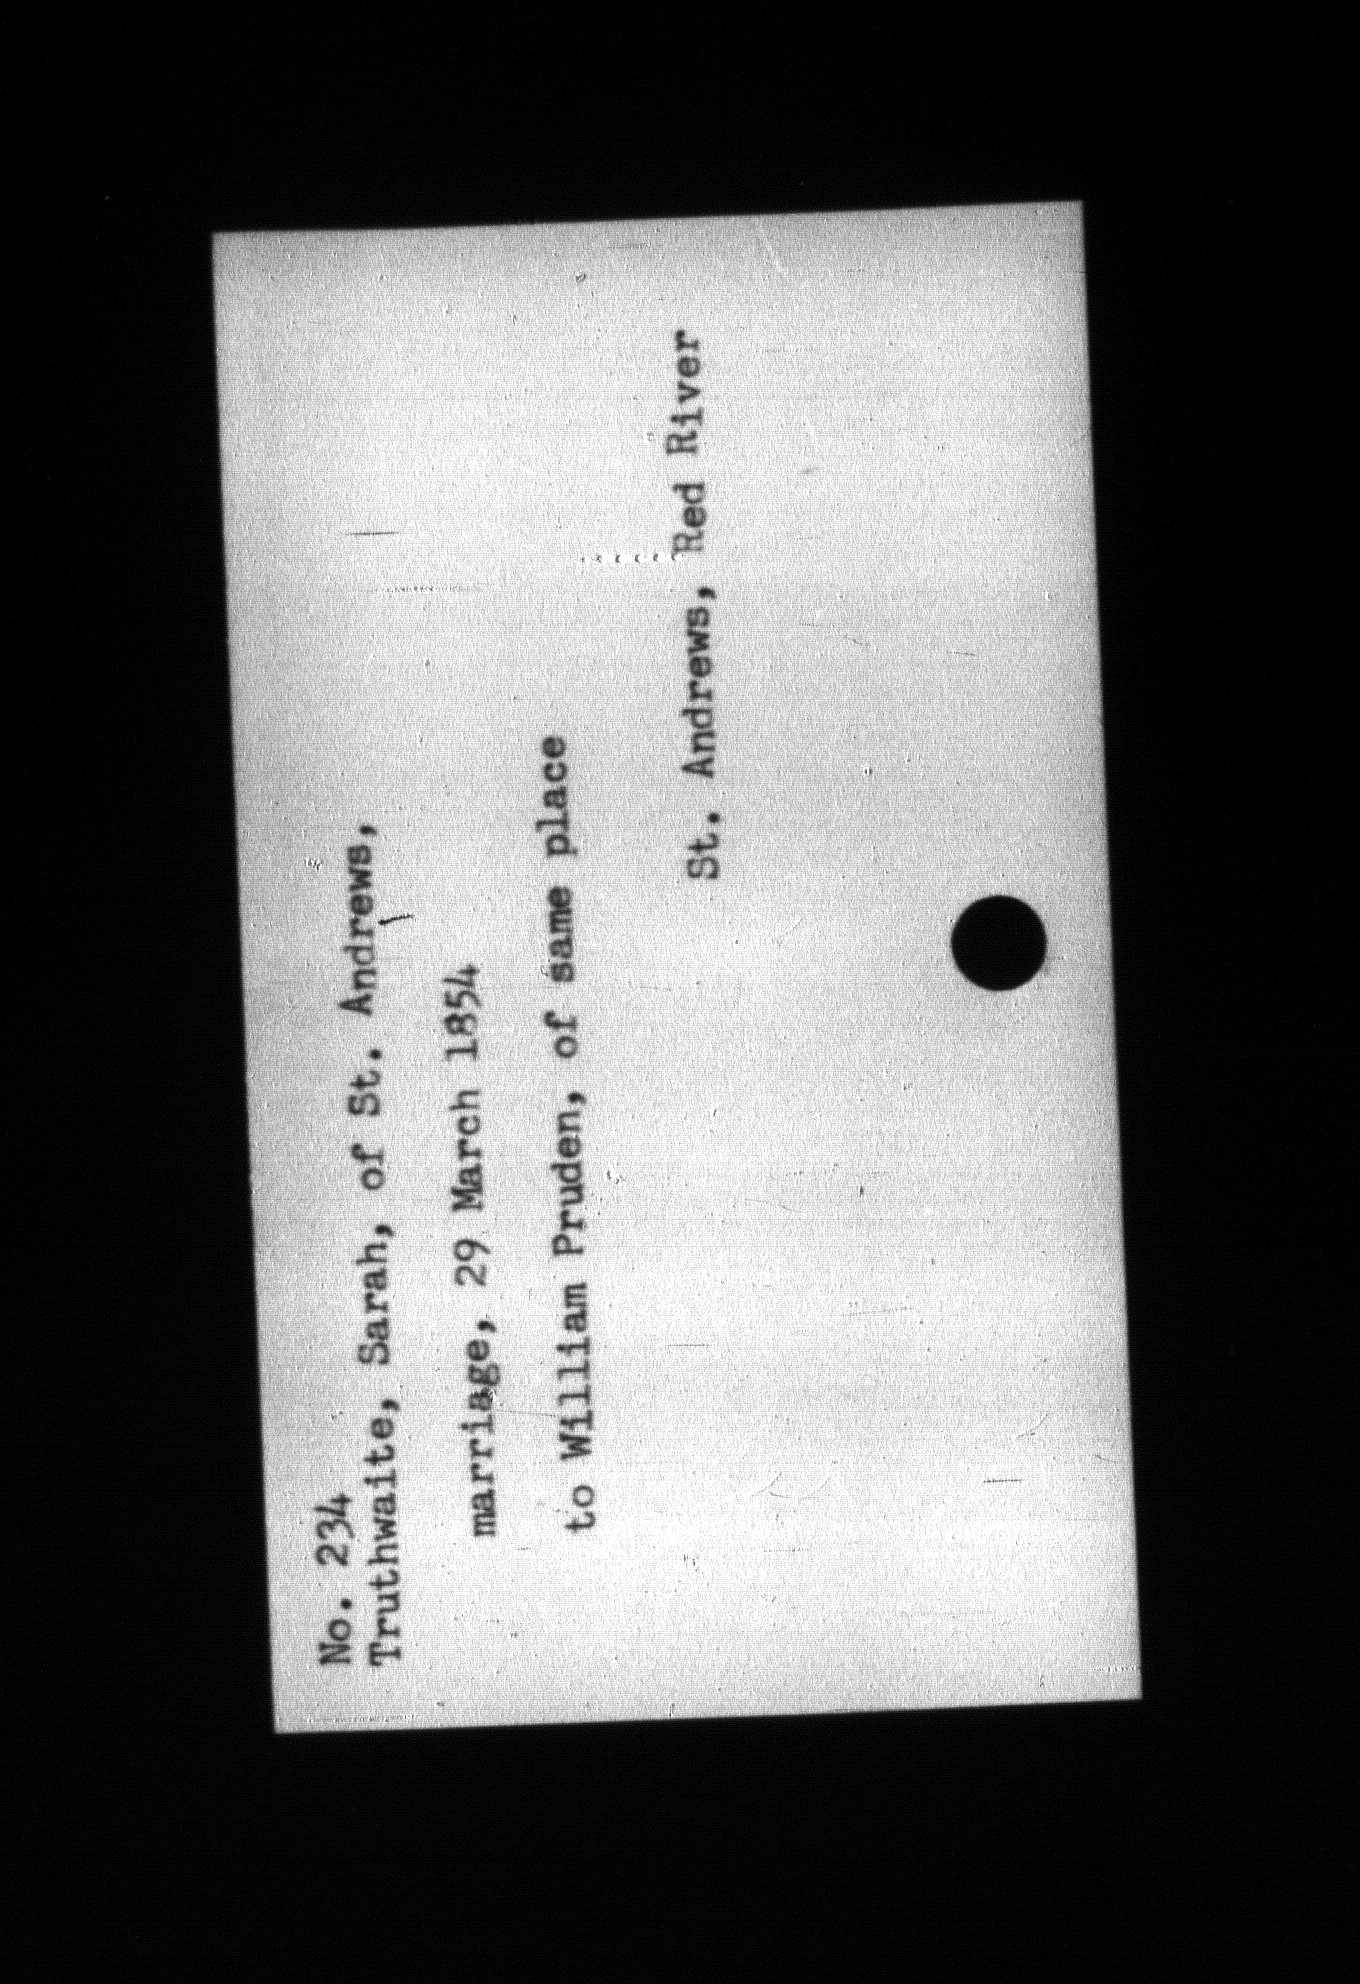 No. 234
Truthwaite, Sarah, of St. Andrews,
marriage, 29 March 1854
to William Pruden, of same place
St. Andrews, Red River